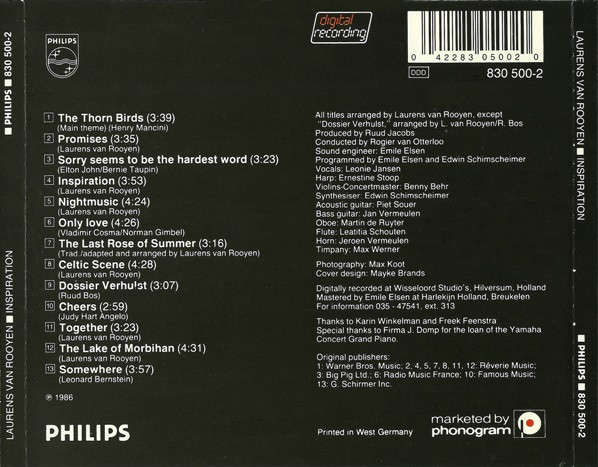 PHILIPS
digital
recording
0 42283 05002 0
DDD
830 500-2
1 The Thorn Birds (3:39)
(Main theme) (Henry Mancini)
2 Promises (3:35)
(Laurens van Rooyen)
3 Sorry seems to be the hardest word (3:23)
(Elton John/Bernie Taupin)
4 Inspiration (3:53)
(Laurens van Rooyen)
5 Nightmusic (4:24)
(Laurens van Rooyen)
6 Only love (4:26)
(Vladimir Cosma/Norman Gimbel)
7 The Last Rose of Summer (3:16)
(Trad./adapted and arranged by Laurens van Rooyen)
8 Celtic Scene (4:28)
(Laurens van Rooyen)
9 Dossier Verhulst (3:07)
(Ruud Bos)
10 Cheers (2:59)
(Judy Hart Angelo)
11 Together (3:23)
(Laurens van Rooyen)
12 The Lake of Morbihan (4:31)
(Laurens van Rooyen)
13 Somewhere (3:57)
(Leonard Bernstein)
℗ 1986
PHILIPS
All titles arranged by Laurens van Rooyen, except
"Dossier Verhulst," arranged by L. van Rooyen/R. Bos
Produced by Ruud Jacobs
Conducted by Rogier van Otterloo
Sound engineer: Emile Elsen
Programmed by Emile Elsen and Edwin Schimscheimer
Vocals: Leonie Jansen
Harp: Ernestine Stoop
Violins-Concertmaster: Benny Behr
Synthesiser: Edwin Schimscheimer
Acoustic guitar: Piet Souer
Bass guitar: Jan Vermeulen
Oboe: Martin de Ruyter
Flute: Leatitia Schouten
Horn: Jeroen Vermeulen
Timpany: Max Werner
Photography: Max Koot
Cover design: Mayke Brands
Digitally recorded at Wisseloord Studio's, Hilversum, Holland
Mastered by Emile Elsen at Harlekijn Holland, Breukelen
For information 035 - 47541. ext. 313
Thanks to Karin Winkelman and Freek Feenstra
Special thanks to Firma J. Domp for the loan of the Yamaha
Concert Grand Piano.
Original publishers:
1: Warner Bros. Music; 2, 4, 5, 7, 8, 11, 12: Rêverie Music;
3: Big Pig Ltd.; 6: Radio Music France; 10: Famous Music;
13: G. Schirmer Inc.
Printed in West Germany
marketed by
phonogram
LAURENS VAN ROOYEN ■ INSPIRATION ■ PHILIPS ■ 830 500-2
LAURENS VAN ROOYEN ■ INSPIRATION ■ PHILIPS ■ 830 500-2